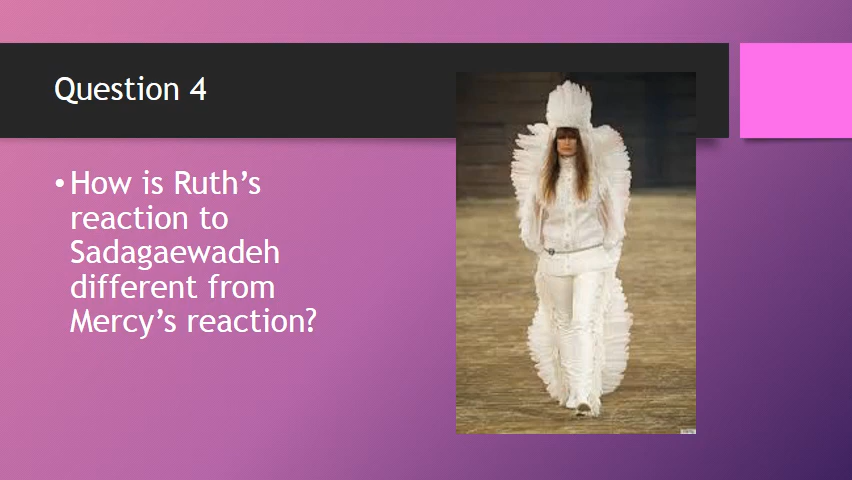 Question 4
•How is Ruth’s
reaction to
Sadagaewadeh
different from
Mercy’s reaction?